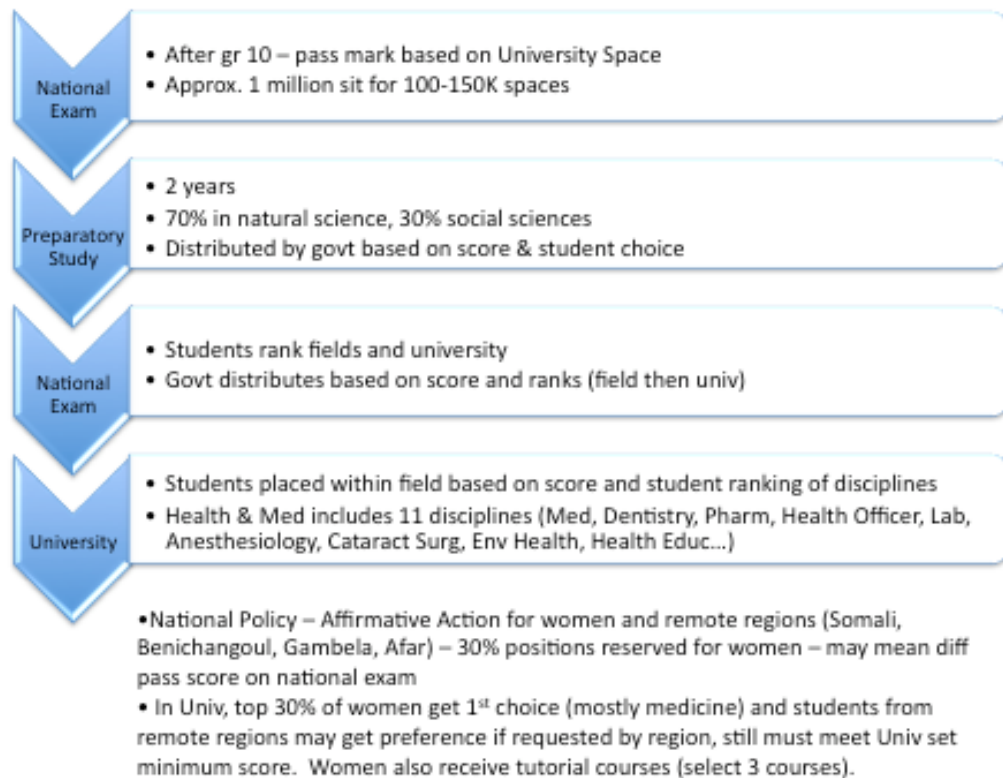 National
Exam
• After gr 10 – pass mark based on University Space
• Approx. 1 million sit for 100-150K spaces
Preparatory
Study
• 2 years
• 70% in natural science, 30% social sciences
• Distributed by govt based on score & student choice
National
Exam
• Students rank fields and university
• Govt distributes based on score and ranks (field then univ)
University
• Students placed within field based on score and student ranking of disciplines
• Health & Med includes 11 disciplines (Med, Dentistry, Pharm, Health Officer, Lab,
Anesthesiology, Cataract Surg, Env Health, Health Educ...)
•National Policy – Affirmative Action for women and remote regions (Somali,
Benichangoul, Gambela, Afar) – 30% positions reserved for women – may mean diff
pass score on national exam
• In Univ, top 30% of women get 1st choice (mostly medicine) and students from
remote regions may get preference if requested by region, still must meet Univ set
minimum score. Women also receive tutorial courses (select 3 courses).